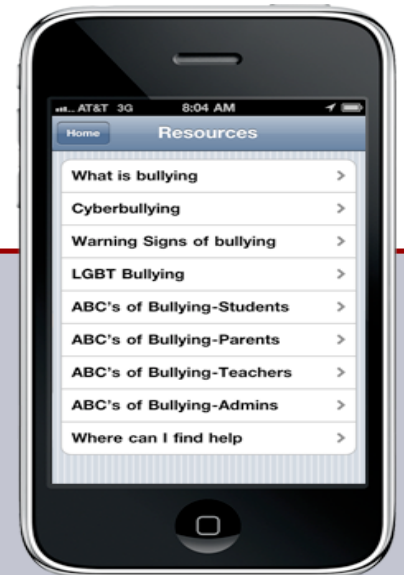 AT&T 3G 8:04 AM
Home Resources
What is bullying
Cyberbullying
Warning Signs of bullying
LGBT Bullying
ABC's of Bullying-Students
ABC's of Bullying-Parents
ABC's of Bullying-Teachers
ABC's of Bullying-Admins
Where can I find help